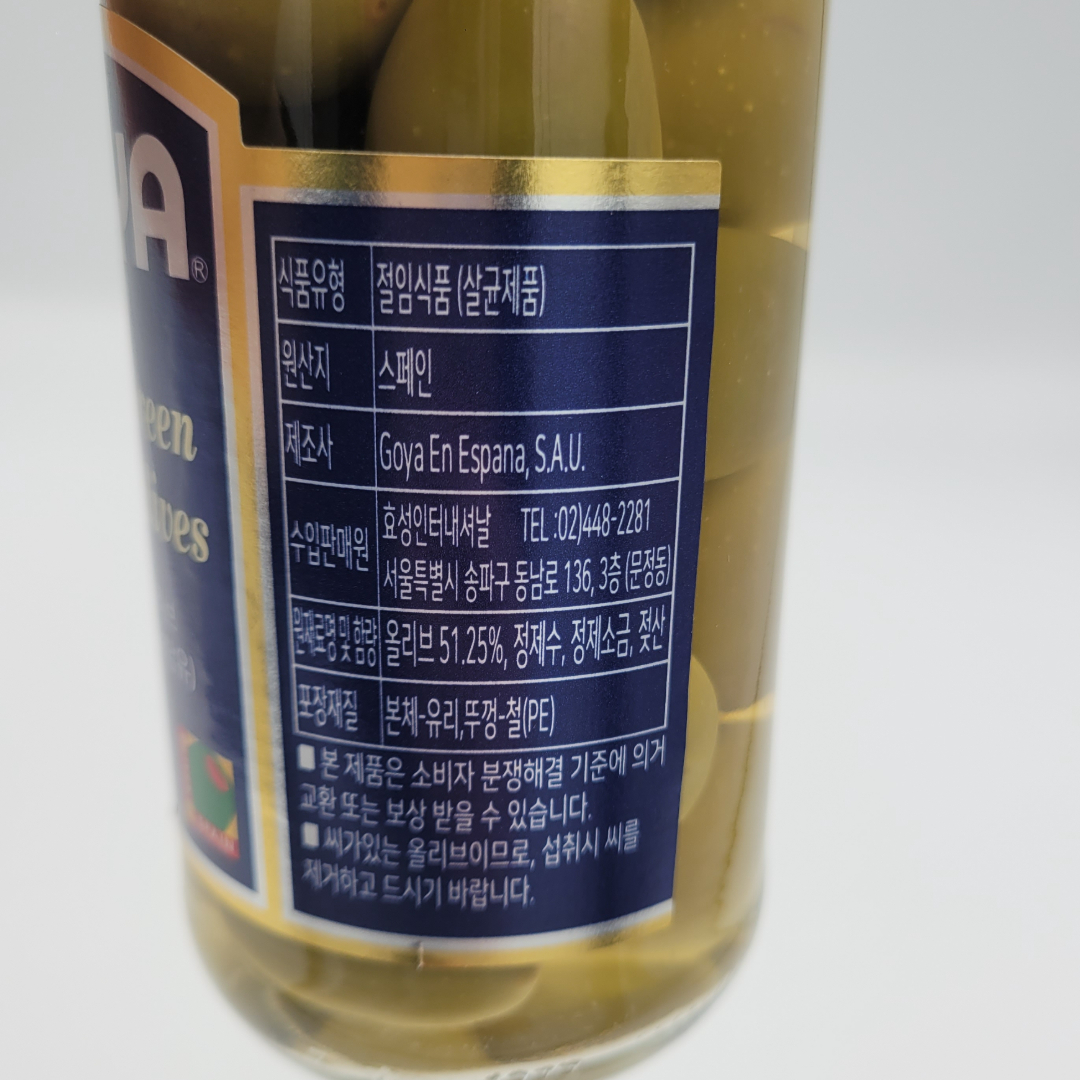 YA®
een
ives
식품유형 절임식품 (살균제품)
원산지 스페인
제조사 Goya En Espana, S.A.U.
수입판매원 효성인터내셔날 TEL :02)448-2281
서울특별시 송파구 동남로 136, 3층 (문정동)
원재료명 및 함량 올리브 51.25%, 정제수, 정제소금, 젖산
포장재질 본체-유리,뚜껑-철(PE)
■ 본 제품은 소비자 분쟁해결 기준에 의거
교환 또는 보상 받을 수 있습니다.
■ 씨가있는 올리브이므로, 섭취시 씨를
제거하고 드시기 바랍니다.